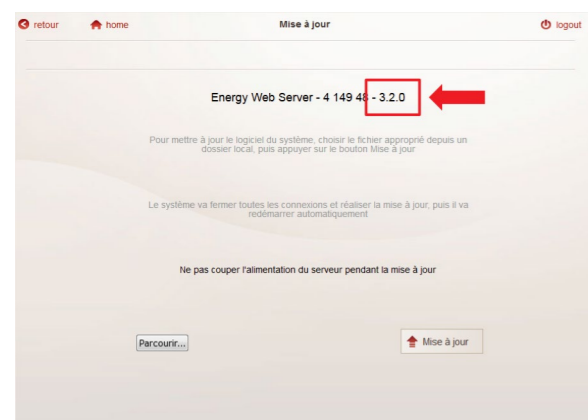 retour home Mise à jour logout
Energy Web Server - 4 149 48 - 3.2.0
Pour mettre à jour le logiciel du système, choisir le fichier approprié depuis un
dossier local, puis appuyer sur le bouton Mise à jour
Le système va fermer toutes les connexions et réaliser la mise à jour, puis il va
redémarrer automatiquement
Ne pas couper l'alimentation du serveur pendant la mise à jour
Parcourir... Mise à jour